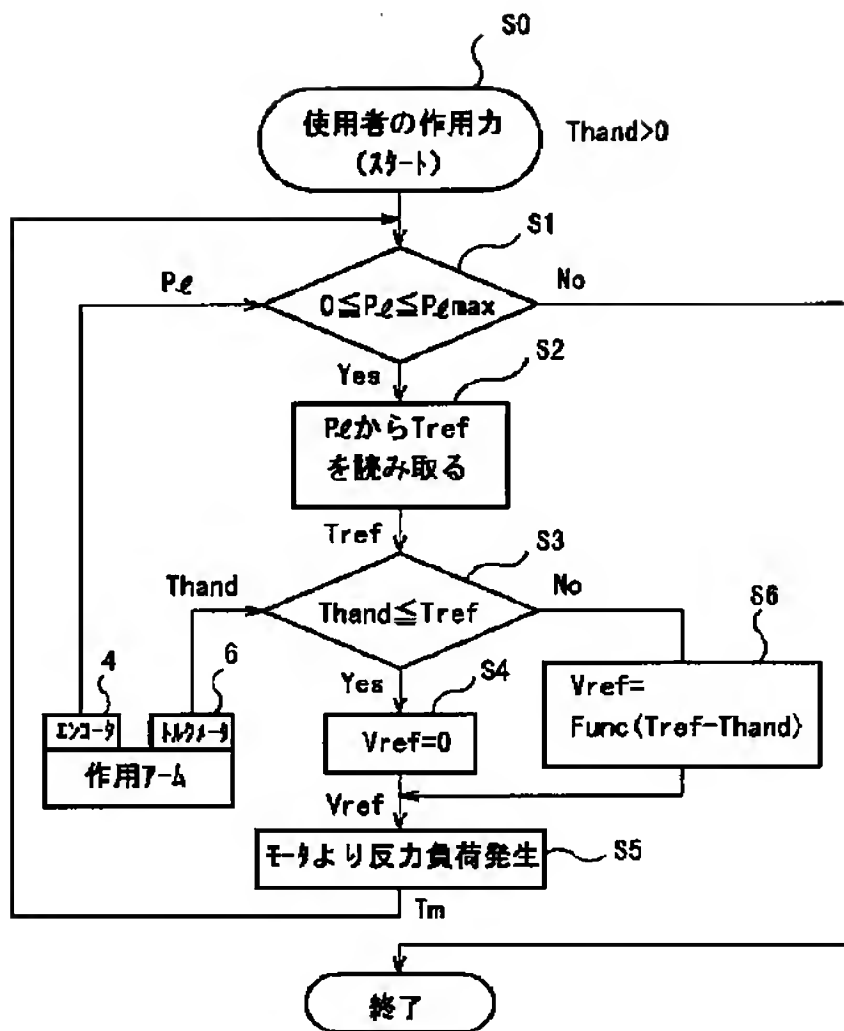 S0
使用者の作用力
(スタート)
Thand>0
S1
Pℓ
0≦Pℓ≦Pℓmax
No
Yes
S2
PℓからTref
を読み取る
Tref
S3
Thand
Thand≦Tref
No
S6
Yes
S4
4
6
エンコータ
トルクメータ
作用アーム
Vref=0
Vref=
Func(Tref-Thand)
Vref
モータより反力負荷発生
S5
Tm
終了